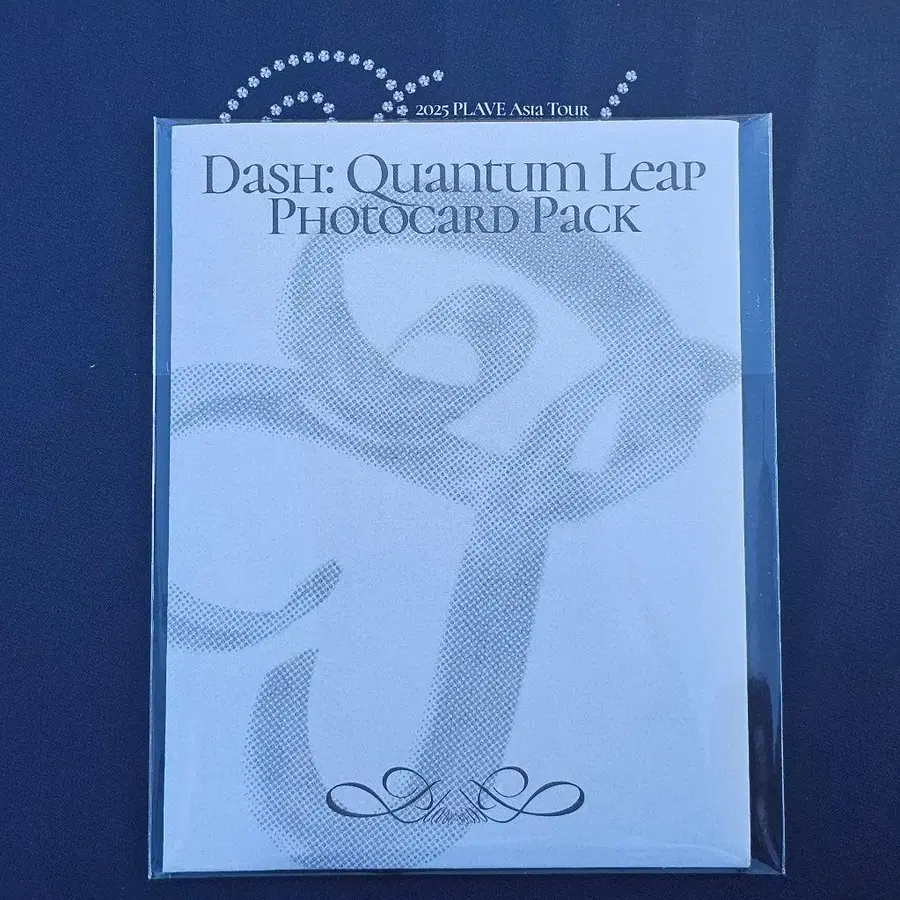 2025 PLAVE Asia Tour
Dash: Quantum Leap
Photocard Pack